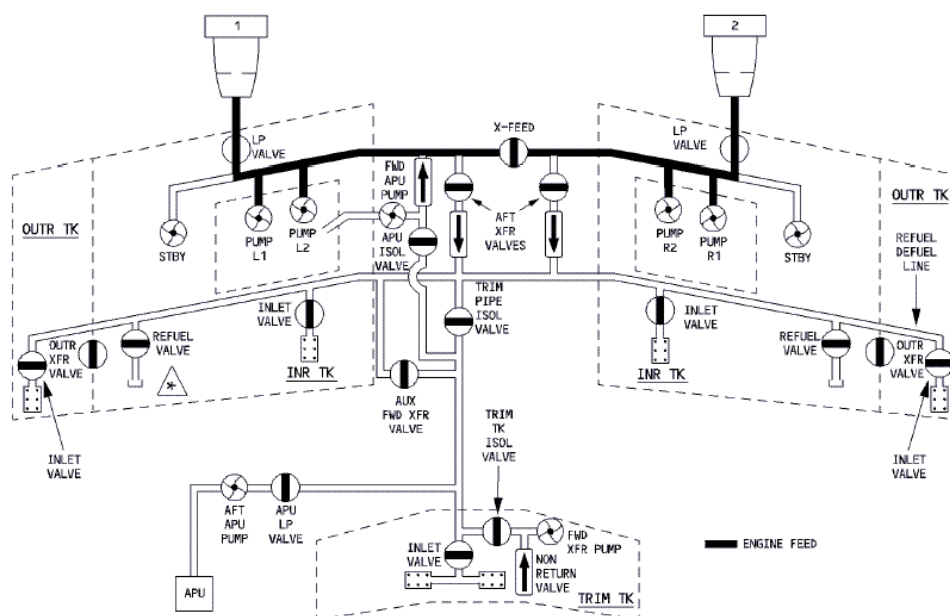 1
2
LP
VALVE
X-FEED
LP
VALVE
FWD
APU
PUMP
OUTR TK
OUTR TK
AFT
XFR
VALVES
STBY
PUMP
L1
PUMP
L2
APU
ISOL
VALVE
PUMP
R2
PUMP
R1
STBY
REFUEL
DEFUEL
LINE
TRIM
PIPE
ISOL
VALVE
INLET
VALVE
INLET
VALVE
OUTR
XFR
VALVE
REFUEL
VALVE
*
INR TK
INR TK
REFUEL
VALVE
OUTR
XFR
VALVE
AUX
FWD XFR
VALVE
TRIM
TK
ISOL
VALVE
INLET
VALVE
INLET
VALVE
AFT
APU
PUMP
APU
LP
VALVE
INLET
VALVE
FWD
XFR PUMP
NON
RETURN
VALVE
ENGINE FEED
APU
TRIM TK